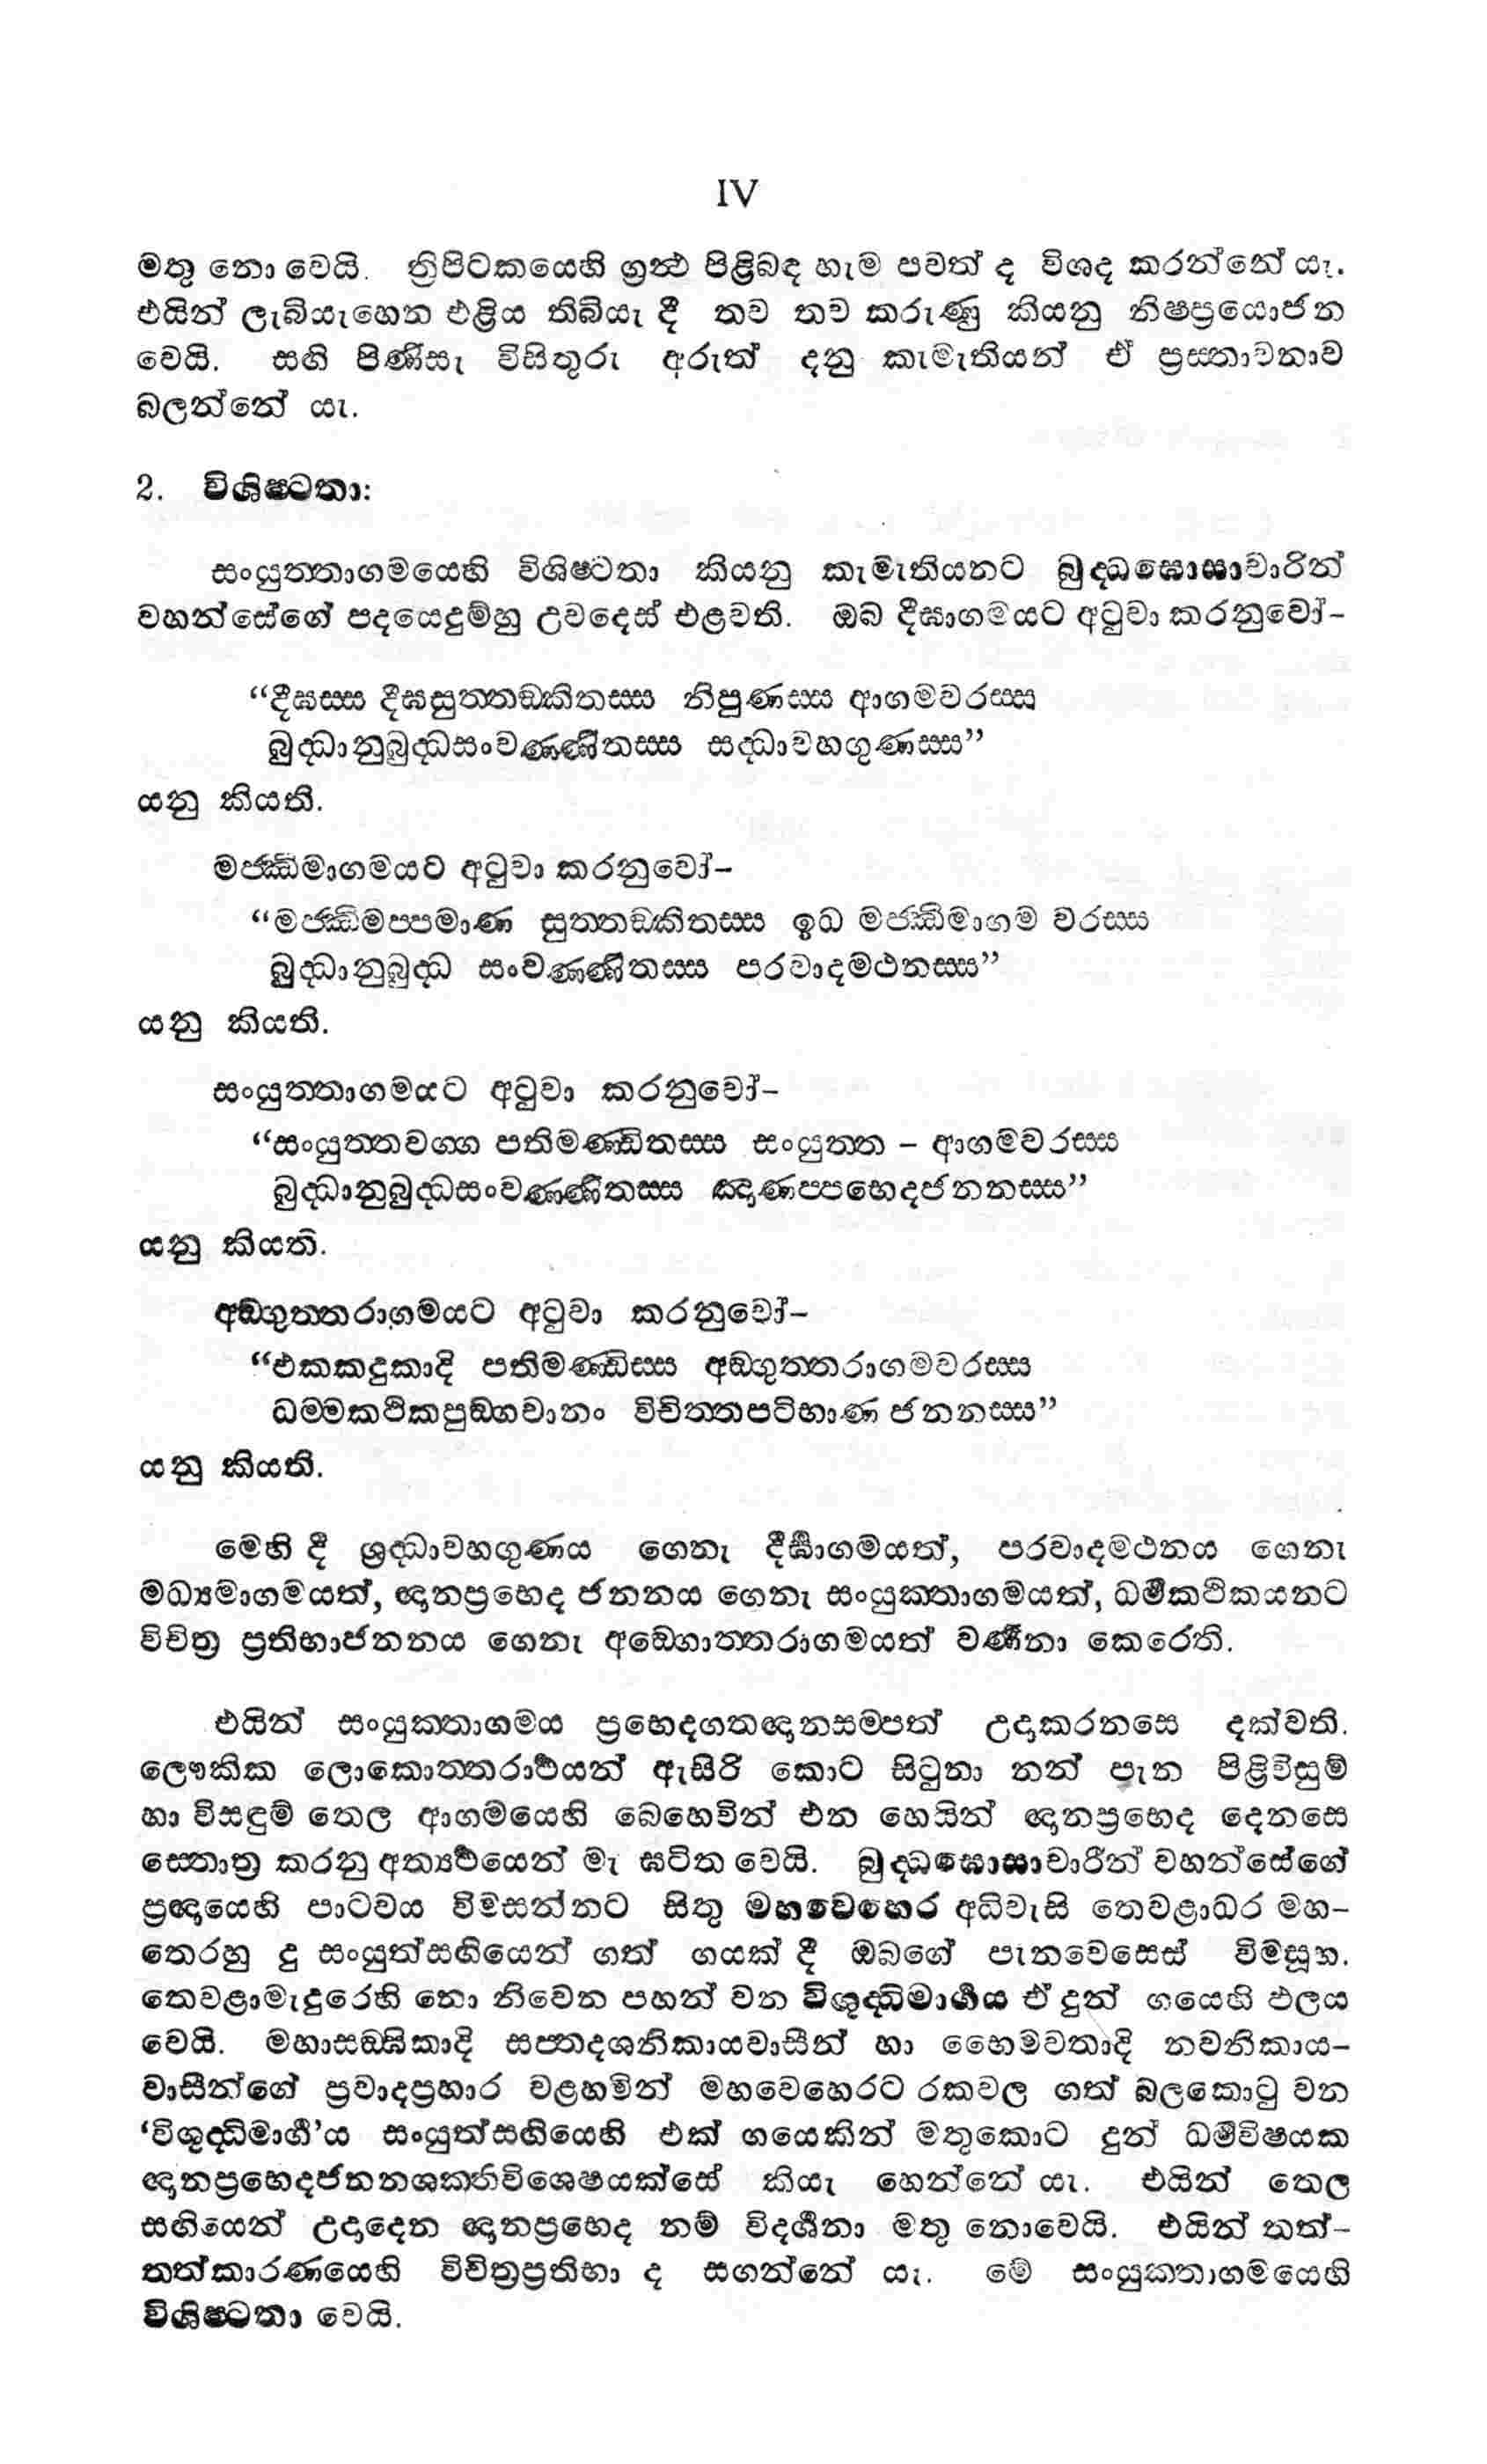 IV
මතු නො වෙයි. ත්‍රිපිටකයෙහි ග්‍රන්‍ථ පිළිබඳ හැම පවත් ද විශද කරන්නේ යැ.
එයින් ලැබියැහෙන එළිය තිබියැ දී තව තව කරුණු කියනු නිෂප්‍රයොජන
වෙයි. සඟි පිණිසැ විසිතුරු අරුත් දනු කැමැතියන් ඒ ප්‍රස්තාවනාව
බලන්නේ යැ.
2. විශිෂ්ටතා:
සංයුත්තාගමයෙහි විශිෂ්ටතා කියනු කැමැතියනට බුද්ධඝොසාචාරින්
වහන්සේගේ පදයෙදුම්හු උවදෙස් එළවති. ඔබ දීඝාගමයට අටුවා කරනුවෝ-
“දීඝස්ස දීඝසුත්තඞ්කිතස්ස නිපුණස්ස ආගමවරස්ස
බුද්ධානුබුද්ධසංවණ්ණිතස්ස සද්ධාවහගුණස්ස”
යනු කියති.
මජ්ඣිමාගමයට අටුවා කරනුවෝ-
“මජ්ඣිමප්පමාණ සුත්තඞ්කිතස්ස ඉධ මජ්ඣිමාගම වරස්ස
බුද්ධානුබුද්ධ සංවණ්ණිතස්ස පරවාදමථනස්ස”
යනු කියති.
සංයුත්තාගමයට අටුවා කරනුවෝ-
“සංයුත්තවග්ග පතිමණ්ඩිතස්ස සංයුත්ත - ආගමවරස්ස
බුද්ධානුබුද්ධසංවණ්ණිතස්ස ඤාණප්පභෙදජනනස්ස”
යනු කියති.
අඞ්ගුත්තරාගමයට අටුවා කරනුවෝ-
“එකකදුකාදි පතිමණ්ඩිස්ස අඞ්ගුත්තරාගමවරස්ස
ධම්මකථිකපුඞ්ගවානං විචිත්තපටිභාණ ජනනස්ස”
යනු කියති.
මෙහි දී ශ්‍රද්ධාවහගුණය ගෙනැ දීර්‍ඝාගමයත්, පරවාදමථනය ගෙනැ
මධ්‍යමාගමයත්, ඥානප්‍රභෙද ජනනය ගෙනැ සංයුක්තාගමයත්, ධර්‍මකථිකයනට
විචිත්‍ර ප්‍රතිභාජනනය ගෙනැ අඞ්ගොත්තරාගමයත් වර්‍ණනා කෙරෙති.
එයින් සංයුක්තාගමය ප්‍රභෙදගතඥානසම්පත් උදාකරනසෙ දක්වති.
ලෞකික ලොකොත්තරාර්‍ථයන් ඇසිරි කොට සිටුනා නන් පැන පිළිවිසුම්
හා විසඳුම් තෙල ආගමයෙහි බෙහෙවින් එන හෙයින් ඥානප්‍රභෙද දෙනසෙ
ස්තොත්‍ර කරනු අත්‍යර්‍ථයෙන් මැ ඝටිත වෙයි. බුද්ධඝොසාචාරීන් වහන්සේගේ
ප්‍රඥයෙහි පාටවය විමසන්නට සිතූ මහවෙහෙර අධිවැසි තෙවළාධර මහ-
තෙරහු දු සංයුත්සඟියෙන් ගත් ගයක් දී ඔබගේ පැනවෙසෙස් විමසූහ.
තෙවළාමැදුරෙහි නො නිවෙන පහන් වන විශුද්ධිමාර්‍ගය ඒ දුන් ගයෙහි ඵලය
වෙයි. මහාසඞ්ඝිකාදි සප්තදශනිකායවාසීන් හා හෛමවතාදි නවනිකාය-
වාසීන්ගේ ප්‍රවාදප්‍රහාර වළහමින් මහවෙහෙරට රකවල ගත් බලකොටු වන
‘විශුද්ධිමාර්‍ග’ය සංයුත්සඟියෙහි එක් ගයෙකින් මතුකොට දුන් ධර්‍මවිෂයක
ඥානප්‍රභෙදජනනශක්තිවිශෙෂයක්සේ කියැ හෙන්නේ යැ. එයින් තෙල
සඟියෙන් උදාදෙන ඥානප්‍රභෙද නම් විදර්‍ශනා මතු නොවෙයි. එයින් තත්-
තත්කාරණයෙහි විචිත්‍රප්‍රතිභා ද සගන්නේ යැ. මේ සංයුක්තාගමයෙහි
විශිෂ්ටතා වෙයි.